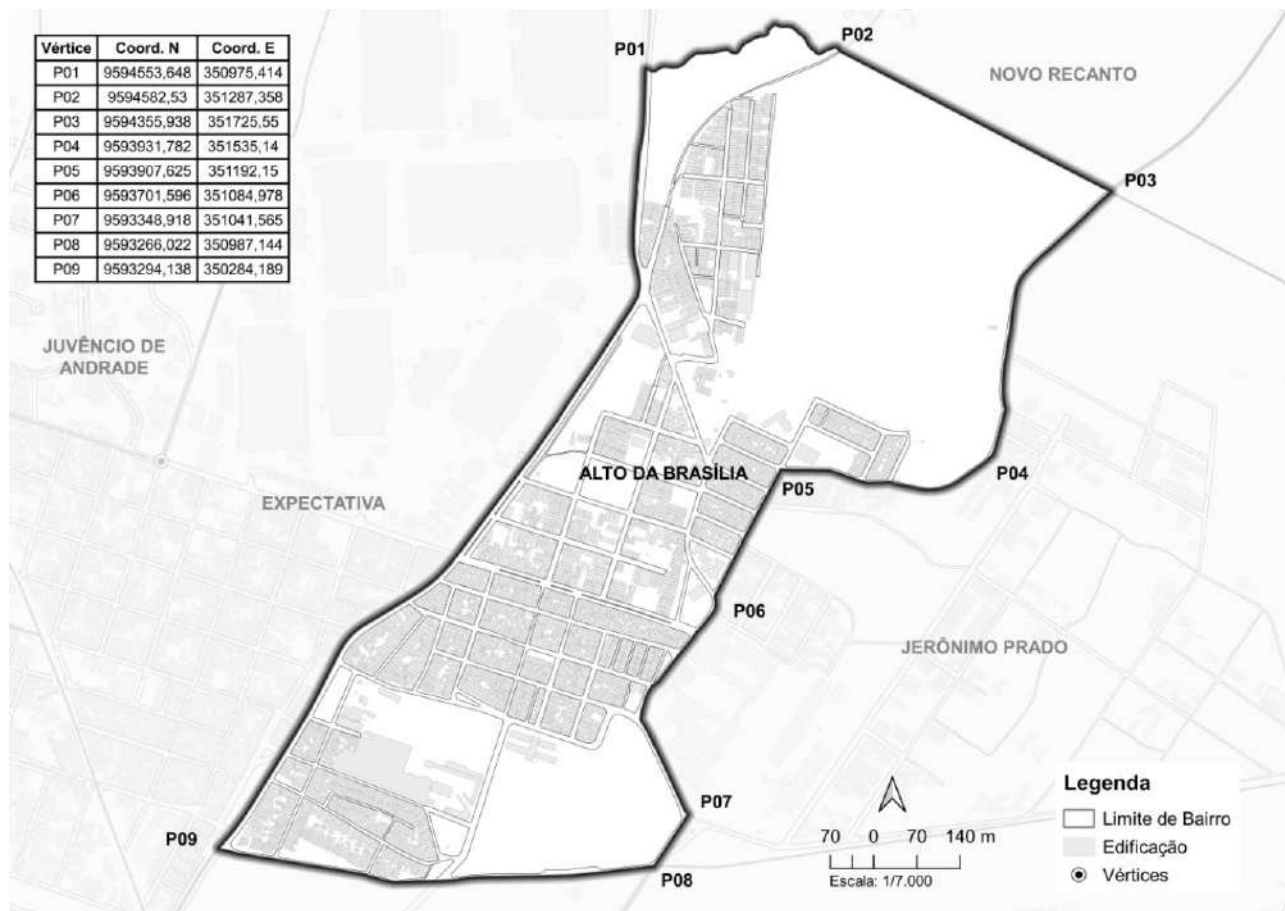 Vértice Coord. N Coord. E
P01 9594553,648 350975,414
P02 9594582,53 351287,358
P03 9594355,938 351725,55
P04 9593931,782 351535,14
P05 9593907,625 351192,15
P06 9593701,596 351084,978
P07 9593348,918 351041,565
P08 9593266,022 350987,144
P09 9593294,138 350284,189
P01
P02
NOVO RECANTO
P03
JUVÊNCIO DE
ANDRADE
ALTO DA BRASÍLIA
P04
P05
EXPECTATIVA
P06
JERÔNIMO PRADO
P07
P08
P09
70 0 70 140 m
Escala: 1/7.000
Legenda
Limite de Bairro
Edificação
Vértices